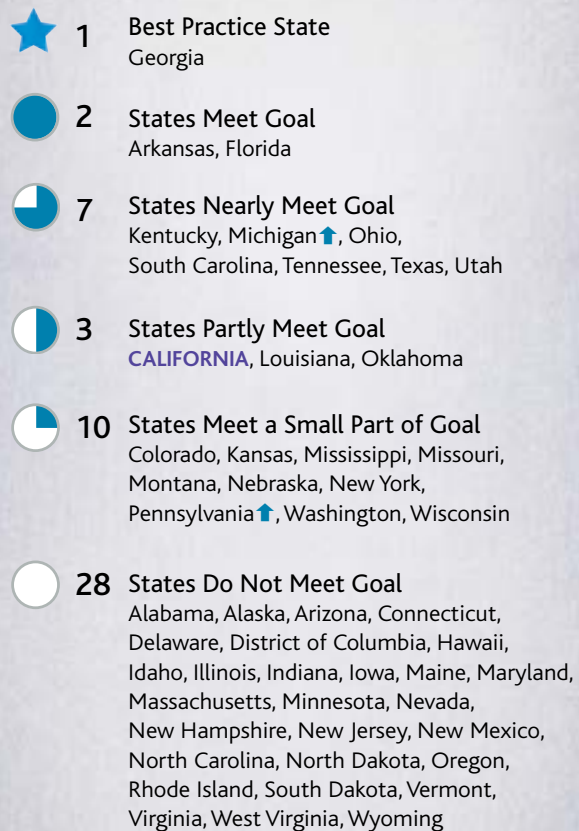 1 Best Practice State
Georgia
2 States Meet Goal
Arkansas, Florida
7 States Nearly Meet Goal
Kentucky, Michigan⬆, Ohio,
South Carolina, Tennessee, Texas, Utah
3 States Partly Meet Goal
CALIFORNIA, Louisiana, Oklahoma
10 States Meet a Small Part of Goal
Colorado, Kansas, Mississippi, Missouri,
Montana, Nebraska, New York,
Pennsylvania⬆, Washington, Wisconsin
28 States Do Not Meet Goal
Alabama, Alaska, Arizona, Connecticut,
Delaware, District of Columbia, Hawaii,
Idaho, Illinois, Indiana, Iowa, Maine, Maryland,
Massachusetts, Minnesota, Nevada,
New Hampshire, New Jersey, New Mexico,
North Carolina, North Dakota, Oregon,
Rhode Island, South Dakota, Vermont,
Virginia, West Virginia, Wyoming